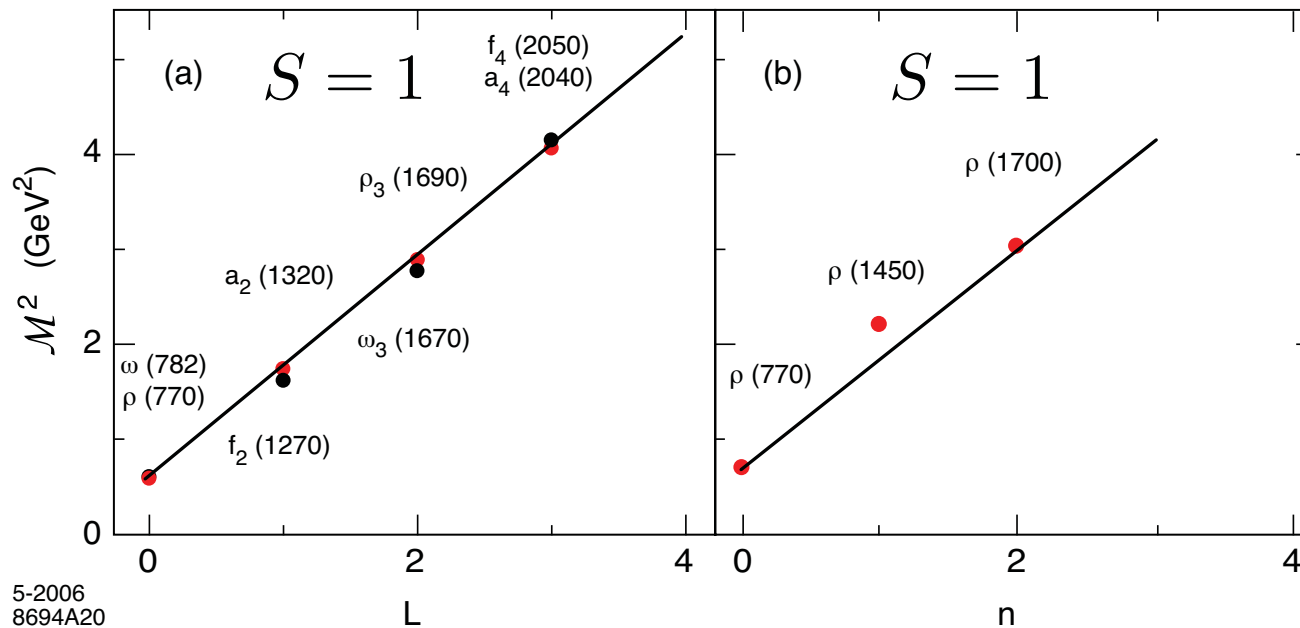 (a)
S = 1
f₄ (2050)
a₄ (2040)
ρ₃ (1690)
a₂ (1320)
ω₃ (1670)
ω (782)
ρ (770)
f₂ (1270)
ℳ² (GeV²)
4
2
0
0
2
4
L
(b)
S = 1
ρ (1700)
ρ (1450)
ρ (770)
0
2
4
n
5-2006
8694A20